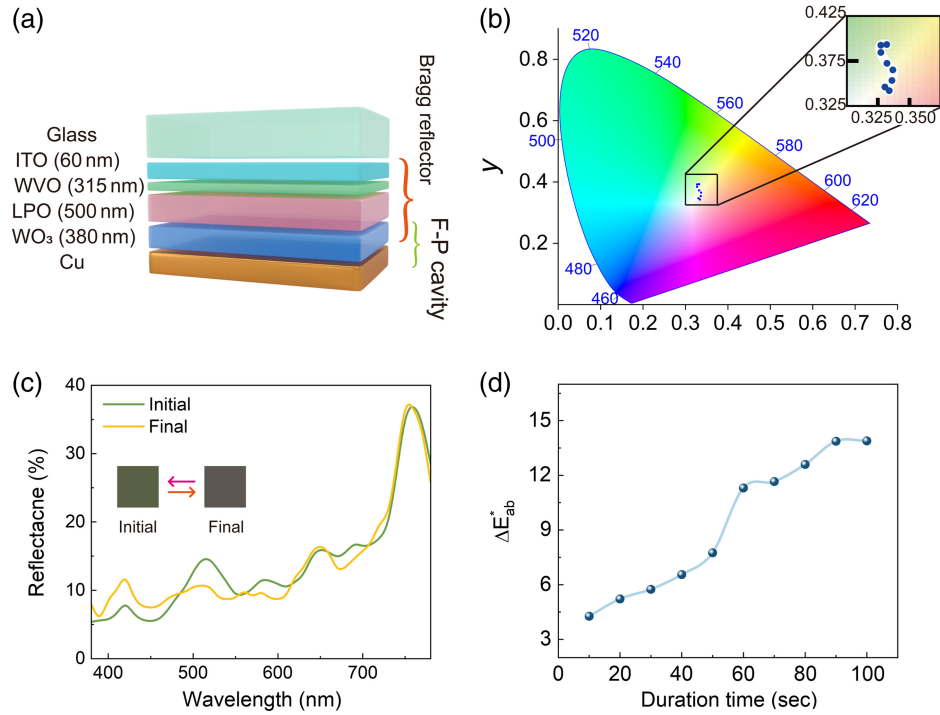 (a)
Glass
ITO (60 nm)
WVO (315 nm)
LPO (500 nm)
WO₃ (380 nm)
Cu
Bragg reflector
F-P cavity
(b)
y
0.8
0.6
0.4
0.2
0.0 0.1 0.2 0.3 0.4 0.5 0.6 0.7 0.8
520
540
560
580
600
620
500
480
460
0.425
0.375
0.325
0.325 0.350
(c)
Reflectacne (%)
40
30
20
10
0
Initial
Final
Initial Final
400 500 600 700
Wavelength (nm)
(d)
ΔE*ab
15
12
9
6
3
0 20 40 60 80 100
Duration time (sec)